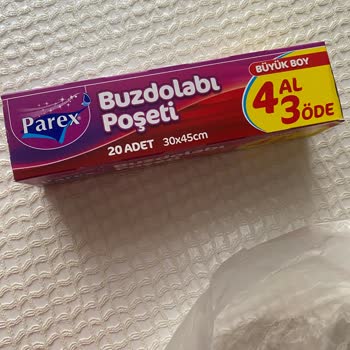 Parex
Buzdolabı
Poşeti
20 ADET 30x45cm
BÜYÜK BOY
4 AL
3 ÖDE